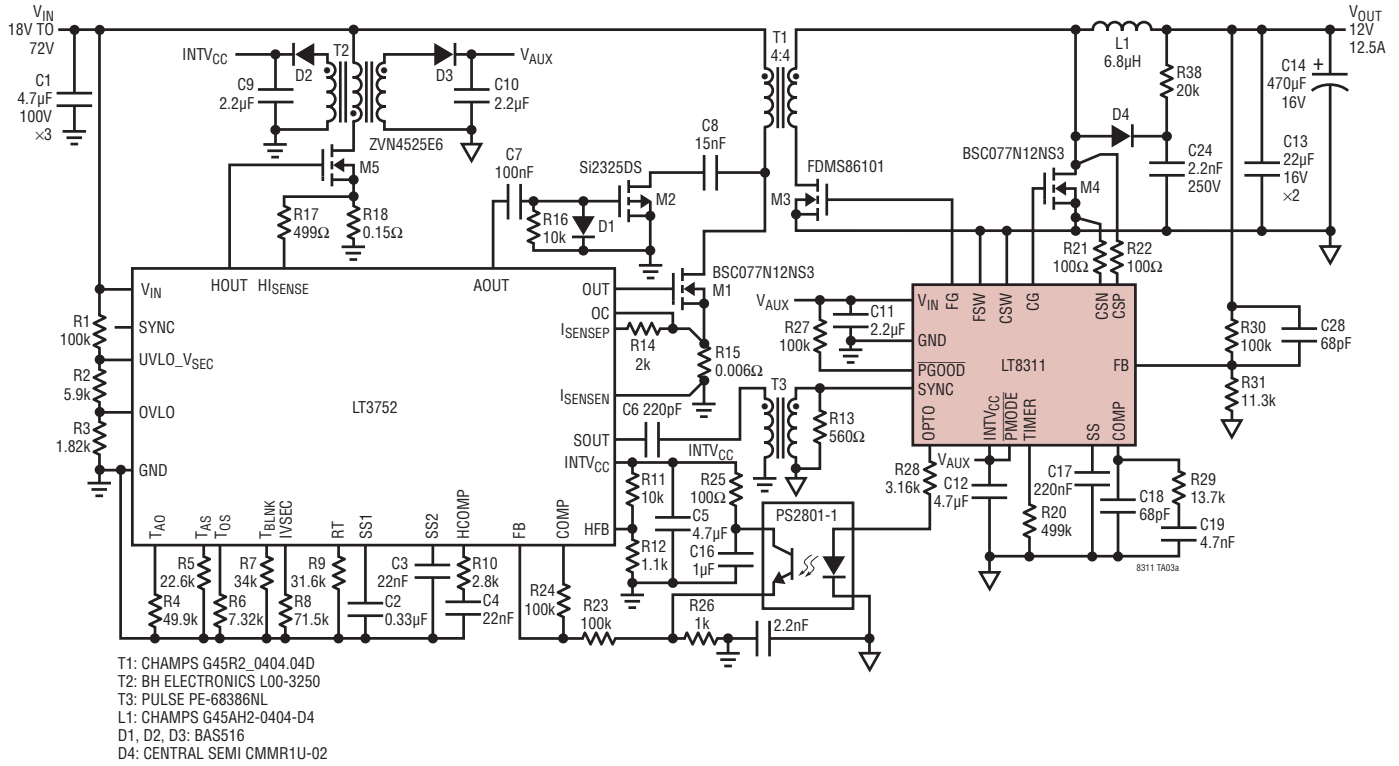 VIN
18V TO
72V
C1
4.7µF
100V
×3
INTVCC
D2
T2
D3
VAUX
C9
2.2µF
C10
2.2µF
ZVN4525E6
M5
R17
499Ω
R18
0.15Ω
C7
100nF
Si2325DS
M2
R16
10k
D1
C8
15nF
T1
4:4
FDMS86101
M3
BSC077N12NS3
M1
L1
6.8µH
R38
20k
D4
BSC077N12NS3
M4
C24
2.2nF
250V
C14
470µF
16V
+
C13
22µF
16V
×2
VOUT
12V
12.5A
R21
100Ω
R22
100Ω
VIN
HOUT
HISENSE
AOUT
OUT
OC
ISENSEP
ISENSEN
SYNC
UVLO_VSEC
OVLO
GND
LT3752
SOUT
INTVCC
HFB
TAO
TAS
TOS
TBLINK
IVSEC
RT
SS1
SS2
HCOMP
FB
COMP
R1
100k
R2
5.9k
R3
1.82k
R14
2k
R15
0.006Ω
C6 220pF
T3
R13
560Ω
VAUX
R27
100k
C11
2.2µF
VIN
GND
PGOOD
SYNC
FG
FSW
CSW
CG
CSN
CSP
LT8311
FB
OPTO
INTVCC
PMODE
TIMER
SS
COMP
R30
100k
C28
68pF
R31
11.3k
INTVCC
R11
10k
R25
100Ω
C5
4.7µF
R12
1.1k
C16
1µF
PS2801-1
R28
3.16k
VAUX
C12
4.7µF
R20
499k
C17
220nF
C18
68pF
R29
13.7k
C19
4.7nF
8311 TA03a
R5
22.6k
R4
49.9k
R6
7.32k
R7
34k
R8
71.5k
R9
31.6k
C2
0.33µF
C3
22nF
R10
2.8k
C4
22nF
R24
100k
R23
100k
R26
1k
2.2nF
T1: CHAMPS G45R2_0404.04D
T2: BH ELECTRONICS L00-3250
T3: PULSE PE-68386NL
L1: CHAMPS G45AH2-0404-D4
D1, D2, D3: BAS516
D4: CENTRAL SEMI CMMR1U-02